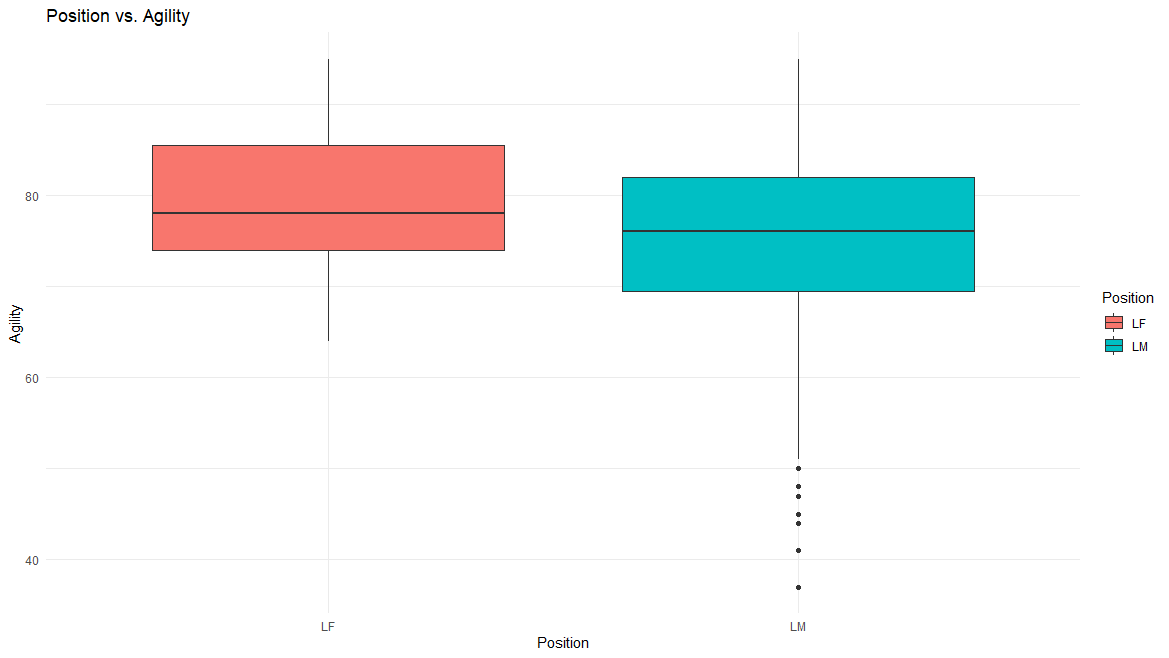 Position vs. Agility
Agility
80
60
40
LF
LM
Position
Position
LF
LM